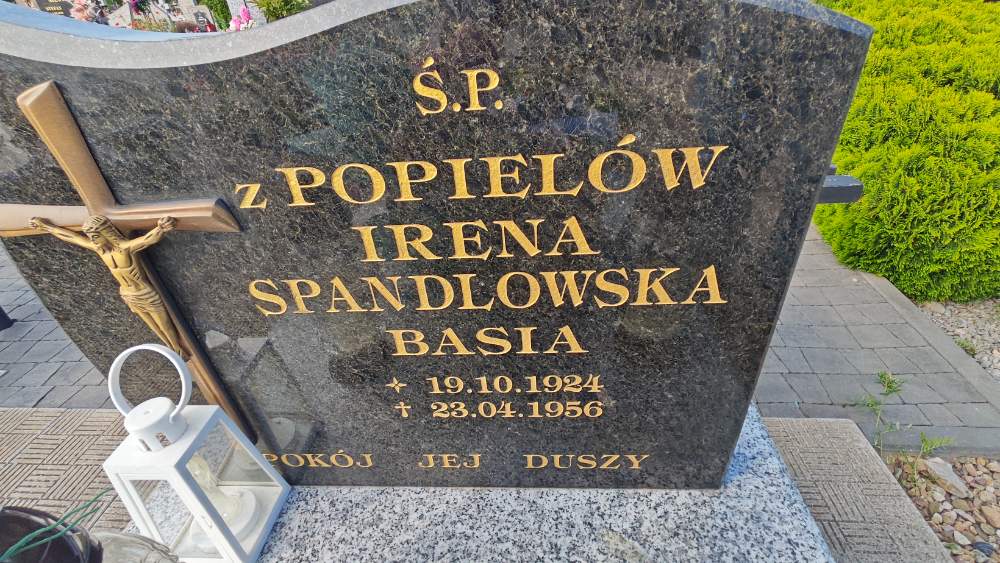 Ś.P.
z POPIELÓW
IRENA
SPANDLOWSKA
BASIA
✧ 19.10.1924
† 23.04.1956
POKÓJ JEJ DUSZY